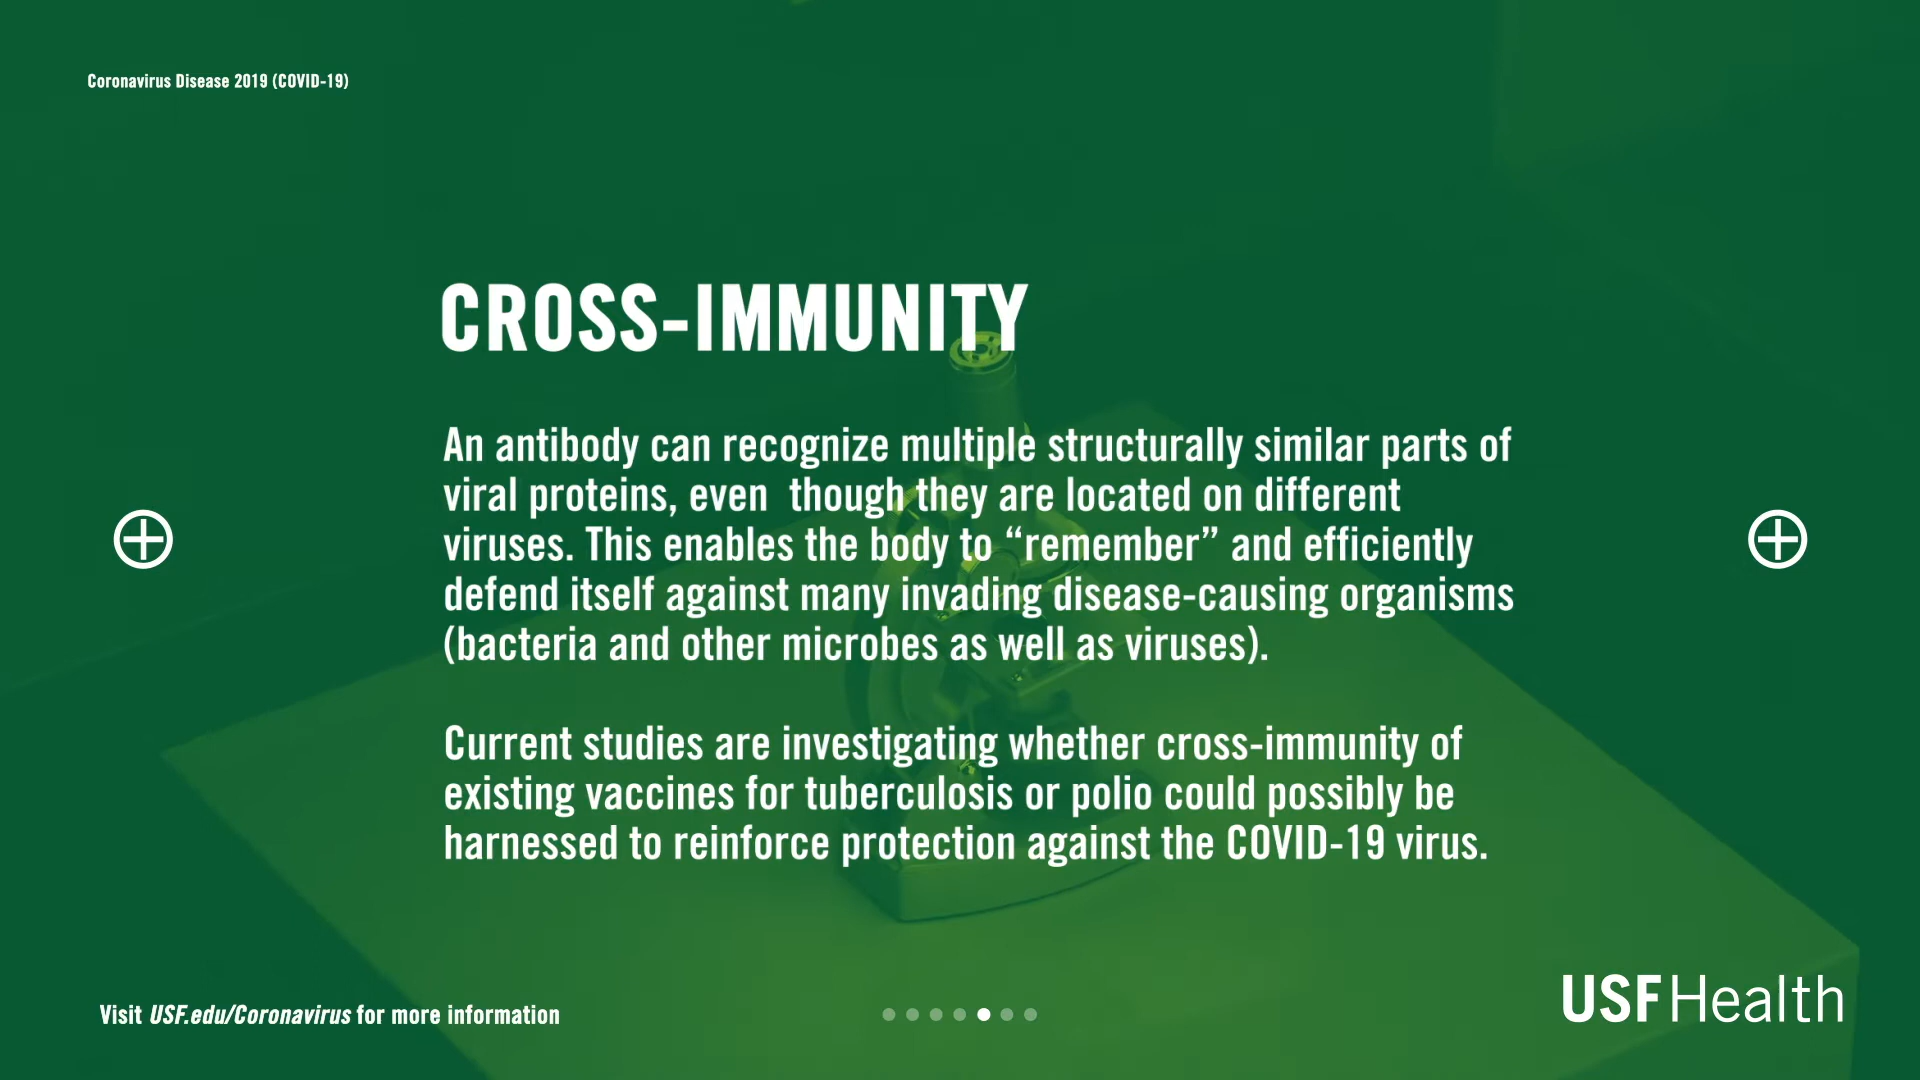 Coronavirus Disease 2019 (COVID-19)
CROSS-IMMUNITY
An antibody can recognize multiple structurally similar parts of
viral proteins, even  though they are located on different
viruses. This enables the body to “remember” and efficiently
defend itself against many invading disease-causing organisms
(bacteria and other microbes as well as viruses).
Current studies are investigating whether cross-immunity of
existing vaccines for tuberculosis or polio could possibly be
harnessed to reinforce protection against the COVID-19 virus.
Visit USF.edu/Coronavirus for more information
USF Health